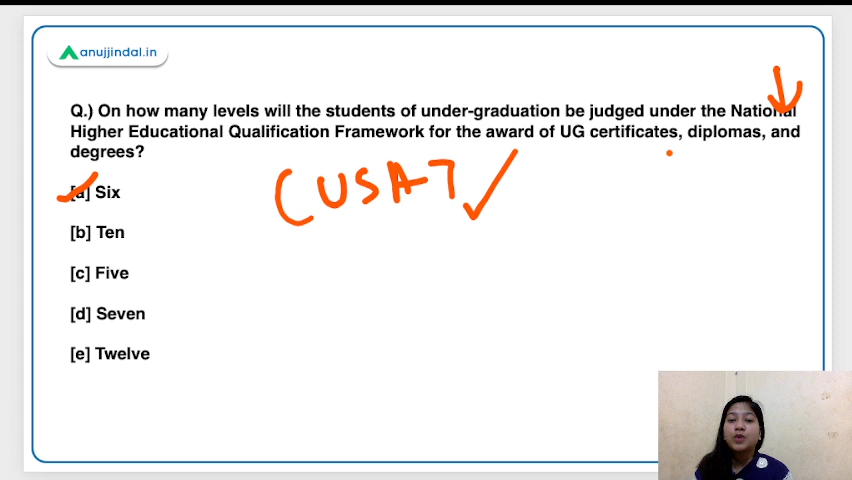 anujjindal.in
Q.) On how many levels will the students of under-graduation be judged under the National
Higher Educational Qualification Framework for the award of UG certificates, diplomas, and
degrees?
CUSAT
[a] Six
[b] Ten
[c] Five
[d] Seven
[e] Twelve